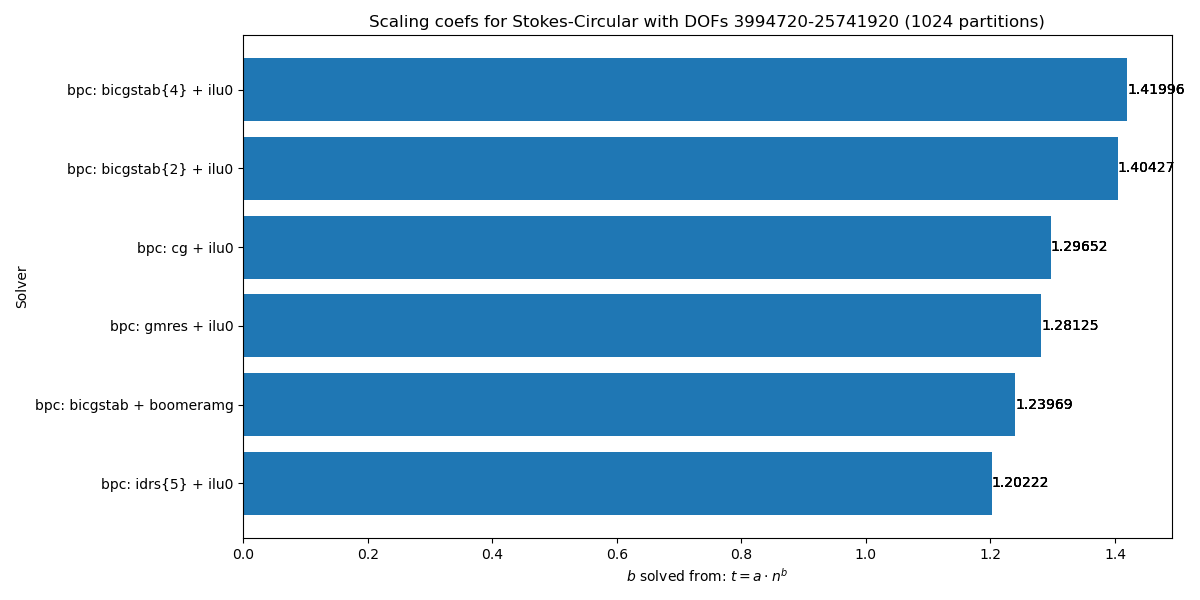 Scaling coefs for Stokes-Circular with DOFs 3994720-25741920 (1024 partitions)
Solver
bpc: bicgstab{4} + ilu0
1.41996
bpc: bicgstab{2} + ilu0
1.40427
bpc: cg + ilu0
1.29652
bpc: gmres + ilu0
1.28125
bpc: bicgstab + boomeramg
1.23969
bpc: idrs{5} + ilu0
1.20222
0.0 0.2 0.4 0.6 0.8 1.0 1.2 1.4
b solved from: t = a · n^b